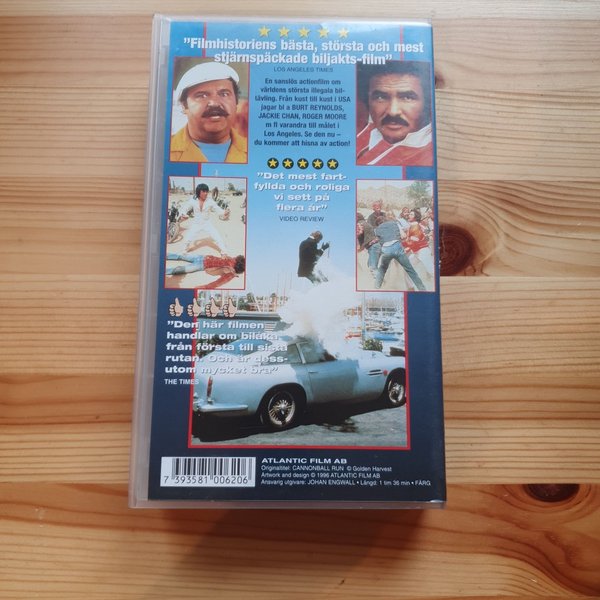 "Filmhistoriens bästa, största och mest
stjärnspäckade biljakts-film"
LOS ANGELES TIMES
En sanslös actionfilm om
världens största illegala bil-
tävling. Från kust till kust i USA
jagar bl a BURT REYNOLDS,
JACKIE CHAN, ROGER MOORE
m fl varandra till målet i
Los Angeles. Se den nu –
du kommer att hisna av action!
"Det mest fart-
fyllda och roliga
vi sett på
flera år"
VIDEO REVIEW
"Den här filmen
handlar om biljakt
från första till sista
rutan. Och är dess-
utom mycket bra"
THE TIMES
ATLANTIC FILM AB
Originaltitel: CANNONBALL RUN © Golden Harvest
Artwork and design © 1996 ATLANTIC FILM AB
Ansvarig utgivare: JOHAN ENGWALL • Längd: 1 tim 36 min • FÄRG
7 393581 006206